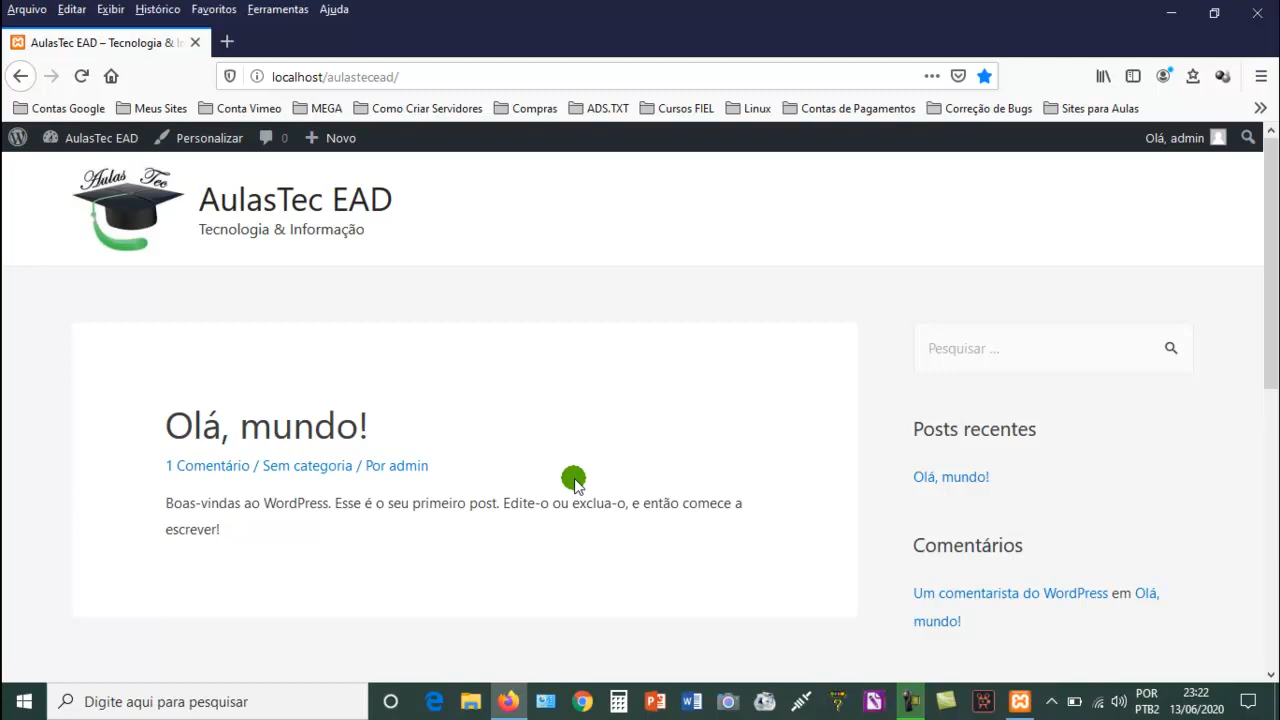 Arquivo Editar Exibir Histórico Favoritos Ferramentas Ajuda
AulasTec EAD – Tecnologia & In
localhost/aulastecead/
Contas Google Meus Sites Conta Vimeo MEGA Como Criar Servidores Compras ADS.TXT Cursos FIEL Linux Contas de Pagamentos Correção de Bugs Sites para Aulas
AulasTec EAD Personalizar 0 Novo Olá, admin
Aulas Tec
AulasTec EAD
Tecnologia & Informação
Pesquisar ...
Olá, mundo!
1 Comentário / Sem categoria / Por admin
Boas-vindas ao WordPress. Esse é o seu primeiro post. Edite-o ou exclua-o, e então comece a
escrever!
Posts recentes
Olá, mundo!
Comentários
Um comentarista do WordPress em Olá,
mundo!
Digite aqui para pesquisar
POR
PTB2
23:22
13/06/2020